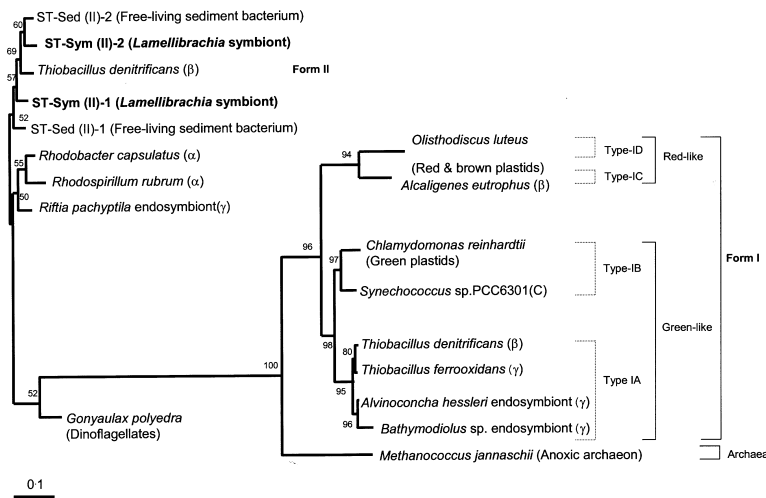 60
ST-Sed (II)-2 (Free-living sediment bacterium)
ST-Sym (II)-2 (Lamellibrachia symbiont)
69
Thiobacillus denitrificans (β)
Form II
57
ST-Sym (II)-1 (Lamellibrachia symbiont)
52
ST-Sed (II)-1 (Free-living sediment bacterium)
Rhodobacter capsulatus (α)
55
Rhodospirillum rubrum (α)
50
Riftia pachyptila endosymbiont(γ)
Olisthodiscus luteus
(Red & brown plastids)
94
Alcaligenes eutrophus (β)
Type-ID
Type-IC
Red-like
96
97
Chlamydomonas reinhardtii
(Green plastids)
Synechococcus sp.PCC6301(C)
Type-IB
Form I
Green-like
98
Thiobacillus denitrificans (β)
80
Thiobacillus ferrooxidans (γ)
95
Alvinoconcha hessleri endosymbiont (γ)
96
Bathymodiolus sp. endosymbiont (γ)
Type IA
100
52
Gonyaulax polyedra
(Dinoflagellates)
Methanococcus jannaschii (Anoxic archaeon)
Archaea
0·1